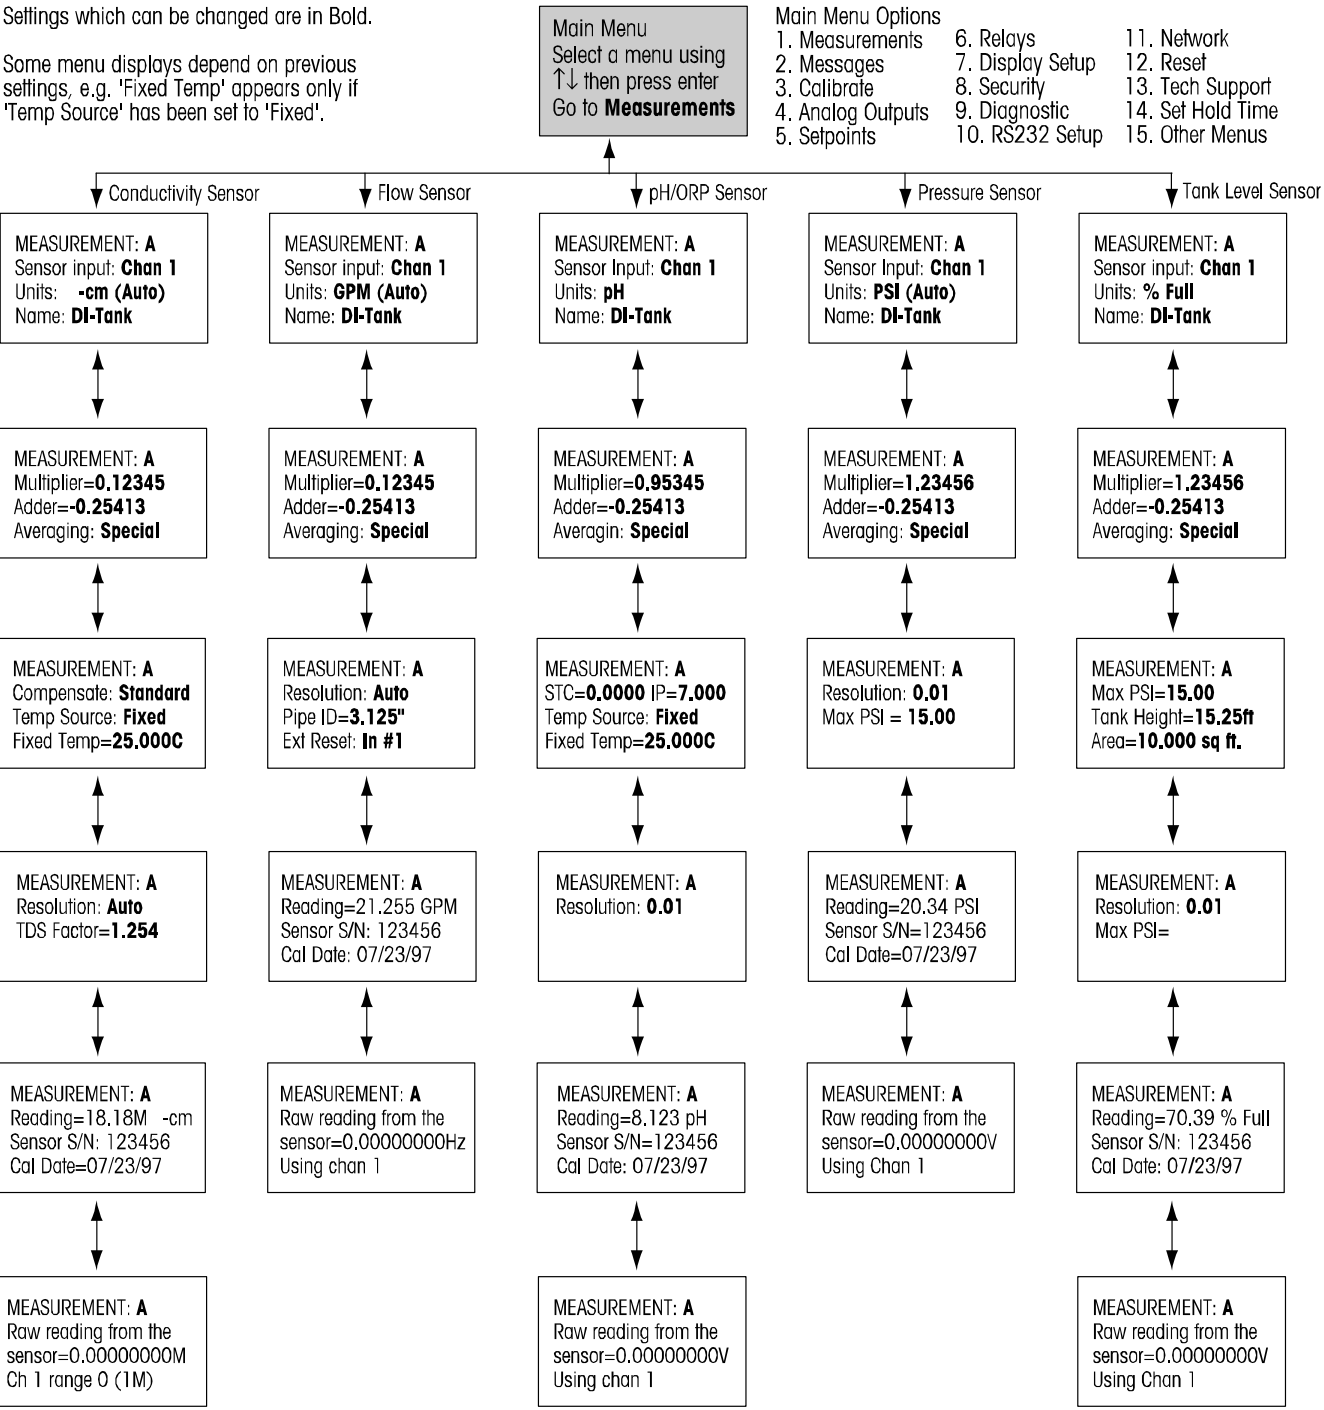 Settings which can be changed are in Bold.
Some menu displays depend on previous
settings, e.g. 'Fixed Temp' appears only if
'Temp Source' has been set to 'Fixed'.
Main Menu
Select a menu using
↑↓ then press enter
Go to Measurements
Main Menu Options
1. Measurements
2. Messages
3. Calibrate
4. Analog Outputs
5. Setpoints
6. Relays
7. Display Setup
8. Security
9. Diagnostic
10. RS232 Setup
11. Network
12. Reset
13. Tech Support
14. Set Hold Time
15. Other Menus
Conductivity Sensor
Flow Sensor
pH/ORP Sensor
Pressure Sensor
Tank Level Sensor
MEASUREMENT: A
Sensor input: Chan 1
Units: -cm (Auto)
Name: DI-Tank
MEASUREMENT: A
Sensor input: Chan 1
Units: GPM (Auto)
Name: DI-Tank
MEASUREMENT: A
Sensor Input: Chan 1
Units: pH
Name: DI-Tank
MEASUREMENT: A
Sensor Input: Chan 1
Units: PSI (Auto)
Name: DI-Tank
MEASUREMENT: A
Sensor input: Chan 1
Units: % Full
Name: DI-Tank
MEASUREMENT: A
Multiplier=0.12345
Adder=-0.25413
Averaging: Special
MEASUREMENT: A
Multiplier=0.12345
Adder=-0.25413
Averaging: Special
MEASUREMENT: A
Multiplier=0.95345
Adder=-0.25413
Averagin: Special
MEASUREMENT: A
Multiplier=1.23456
Adder=-0.25413
Averaging: Special
MEASUREMENT: A
Multiplier=1.23456
Adder=-0.25413
Averaging: Special
MEASUREMENT: A
Compensate: Standard
Temp Source: Fixed
Fixed Temp=25.000C
MEASUREMENT: A
Resolution: Auto
Pipe ID=3.125"
Ext Reset: In #1
MEASUREMENT: A
STC=0.0000 IP=7.000
Temp Source: Fixed
Fixed Temp=25.000C
MEASUREMENT: A
Resolution: 0.01
Max PSI = 15.00
MEASUREMENT: A
Max PSI=15.00
Tank Height=15.25ft
Area=10.000 sq ft.
MEASUREMENT: A
Resolution: Auto
TDS Factor=1.254
MEASUREMENT: A
Reading=21.255 GPM
Sensor S/N: 123456
Cal Date: 07/23/97
MEASUREMENT: A
Resolution: 0.01
MEASUREMENT: A
Reading=20.34 PSI
Sensor S/N=123456
Cal Date=07/23/97
MEASUREMENT: A
Resolution: 0.01
Max PSI=
MEASUREMENT: A
Reading=18.18M -cm
Sensor S/N: 123456
Cal Date=07/23/97
MEASUREMENT: A
Raw reading from the
sensor=0.00000000Hz
Using chan 1
MEASUREMENT: A
Reading=8.123 pH
Sensor S/N=123456
Cal Date: 07/23/97
MEASUREMENT: A
Raw reading from the
sensor=0.00000000V
Using Chan 1
MEASUREMENT: A
Reading=70.39 % Full
Sensor S/N: 123456
Cal Date: 07/23/97
MEASUREMENT: A
Raw reading from the
sensor=0.00000000M
Ch 1 range 0 (1M)
MEASUREMENT: A
Raw reading from the
sensor=0.00000000V
Using chan 1
MEASUREMENT: A
Raw reading from the
sensor=0.00000000V
Using Chan 1